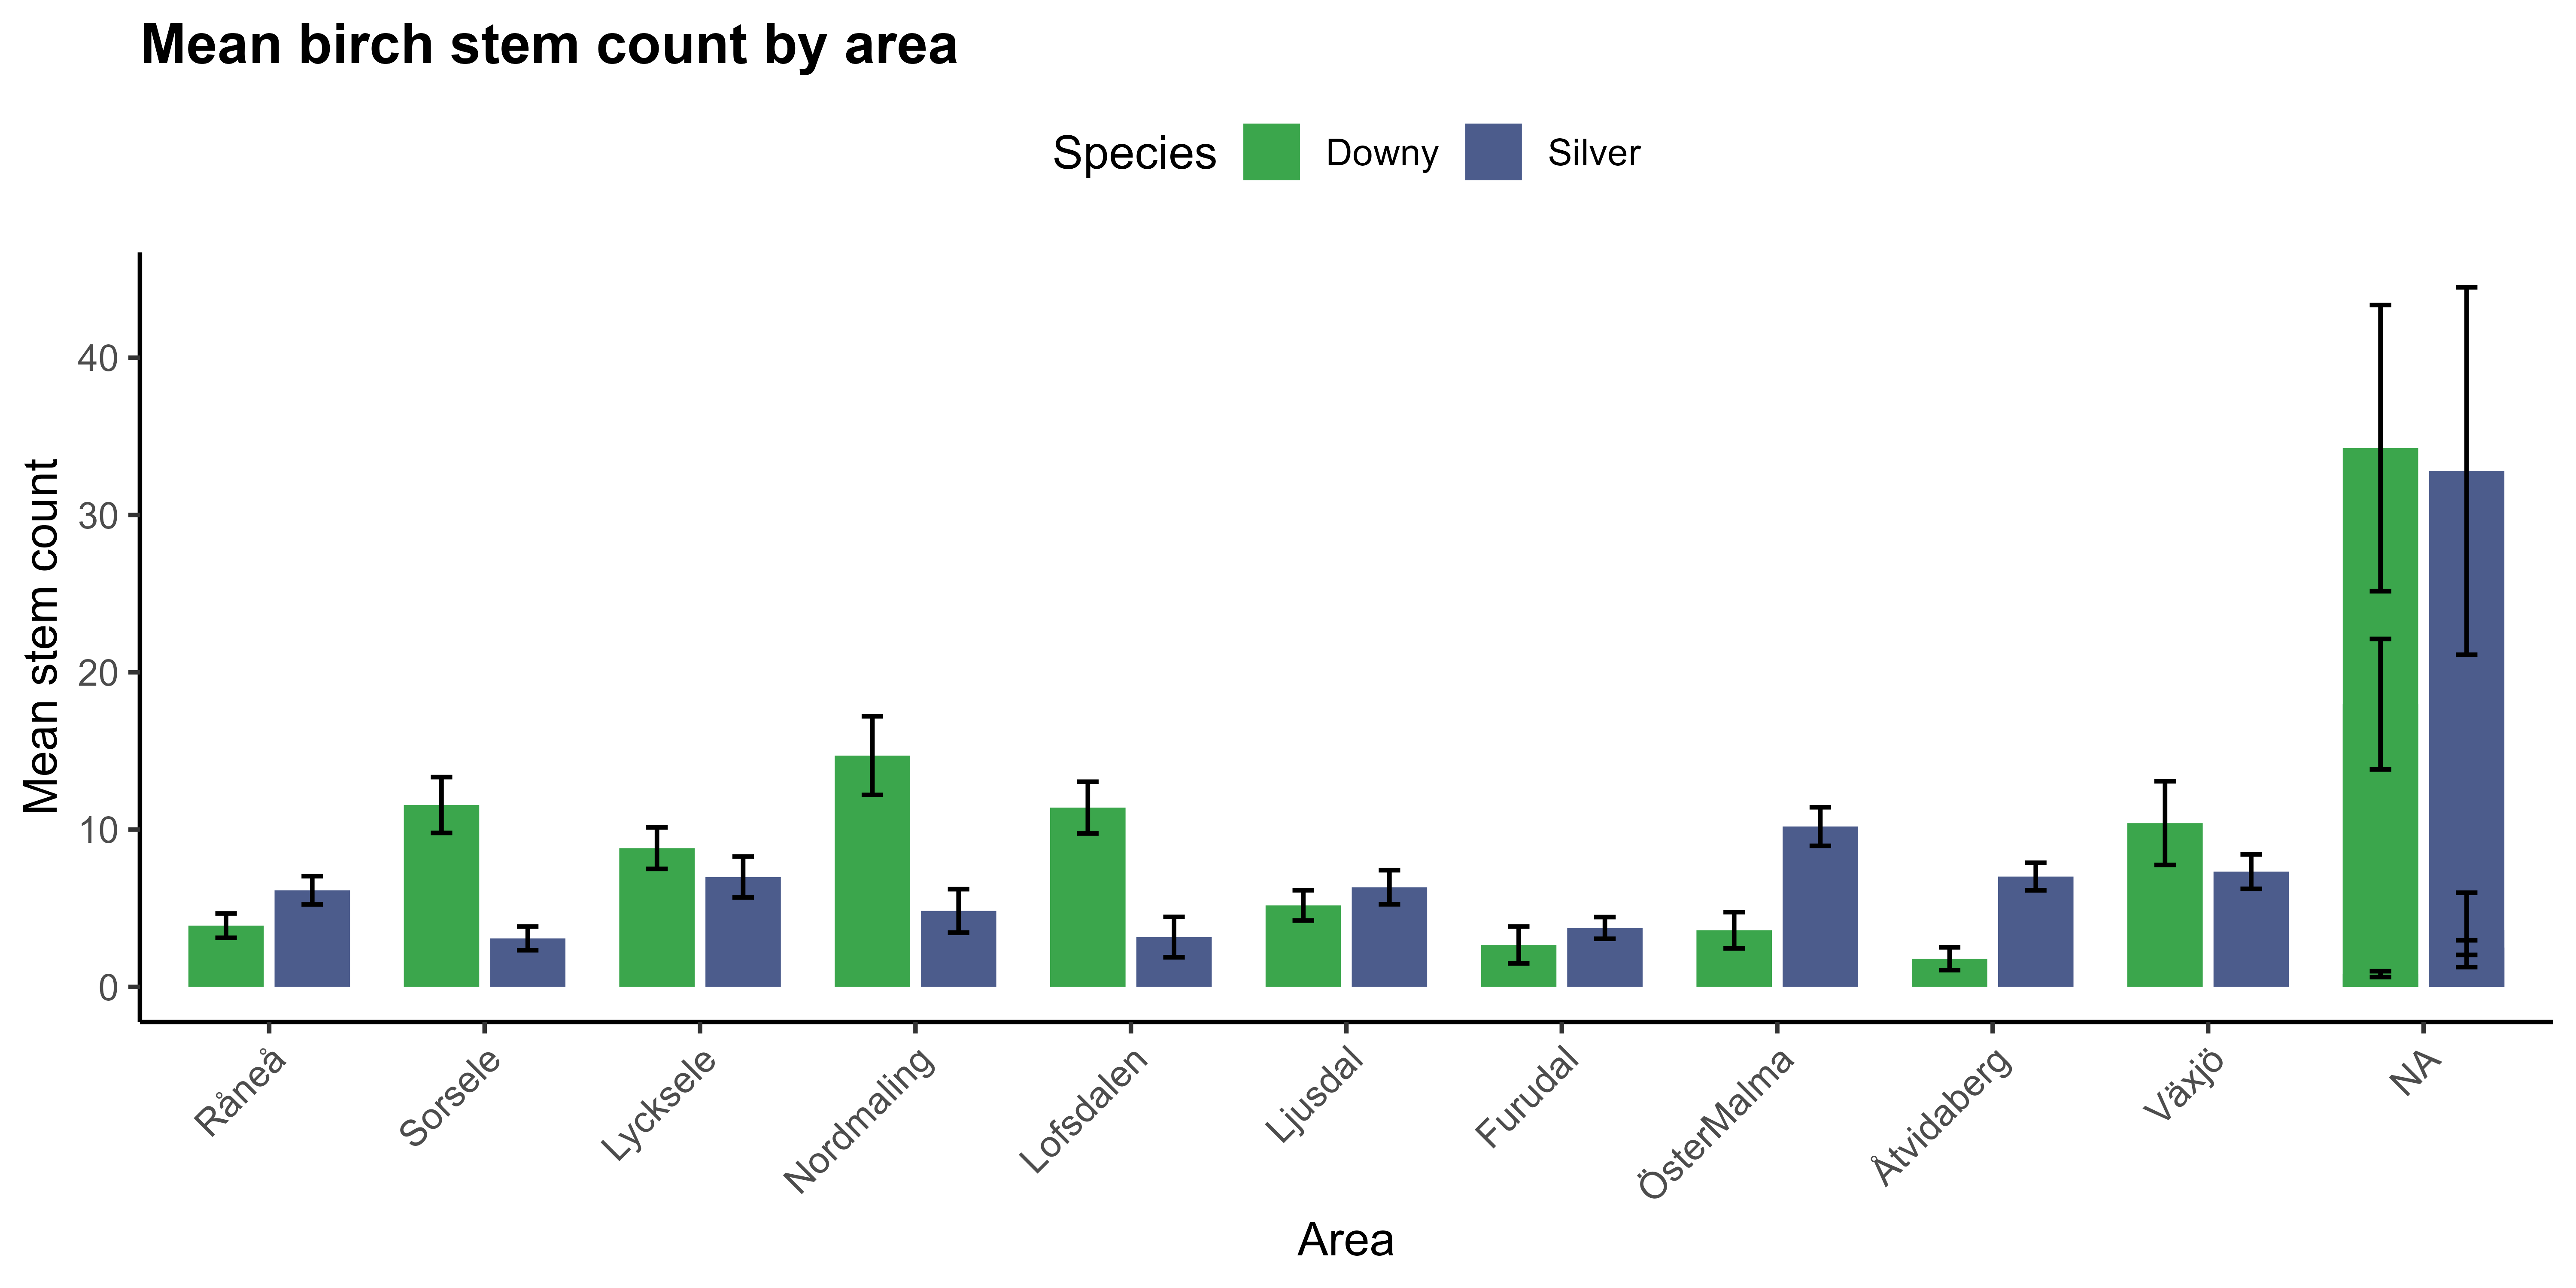 Mean birch stem count by area
Species Downy Silver
Mean stem count
40
30
20
10
0
Råneå
Sorsele
Lycksele
Nordmaling
Lofsdalen
Ljusdal
Furudal
ÖsterMalma
Åtvidaberg
Växjö
NA
Area